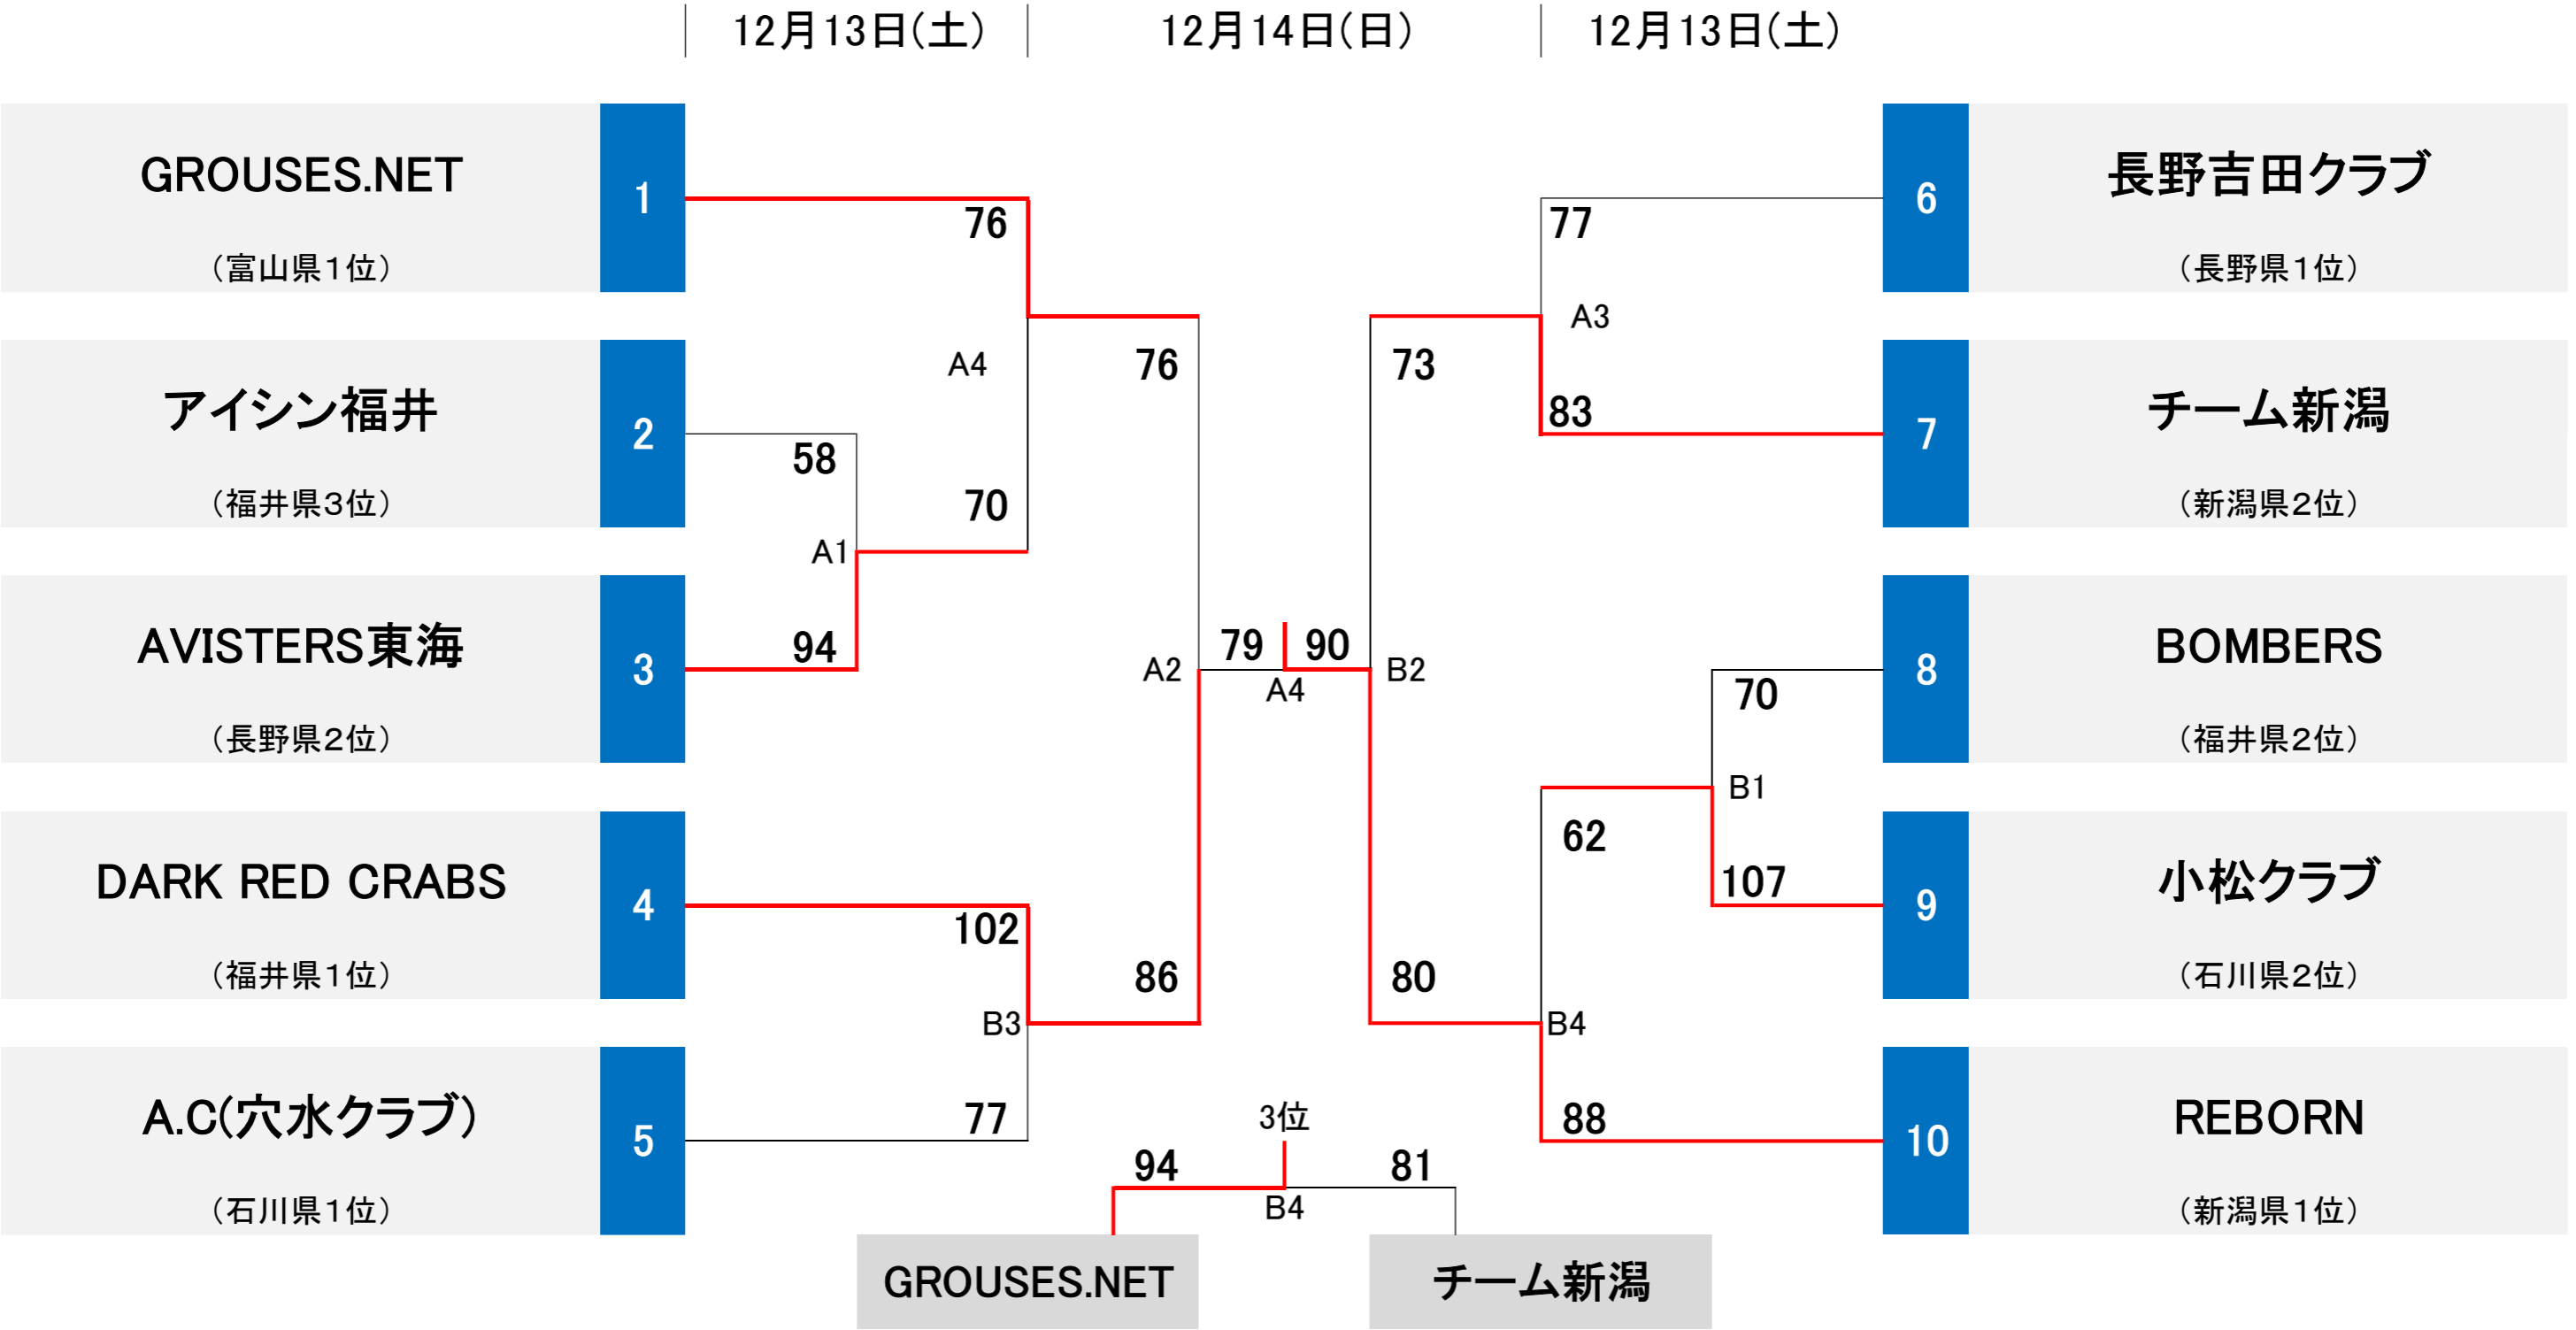 12月13日(土)
12月14日(日)
12月13日(土)
GROUSES.NET
（富山県１位）
1
アイシン福井
（福井県３位）
2
AVISTERS東海
（長野県２位）
3
DARK RED CRABS
（福井県１位）
4
A.C(穴水クラブ)
（石川県１位）
5
76
A4
58
70
A1
94
102
B3
77
76
A2
86
79
90
A4
73
B2
80
77
A3
83
70
B1
62
107
B4
88
6
長野吉田クラブ
（長野県１位）
7
チーム新潟
（新潟県２位）
8
BOMBERS
（福井県２位）
9
小松クラブ
（石川県２位）
10
REBORN
（新潟県１位）
3位
94
81
B4
GROUSES.NET
チーム新潟